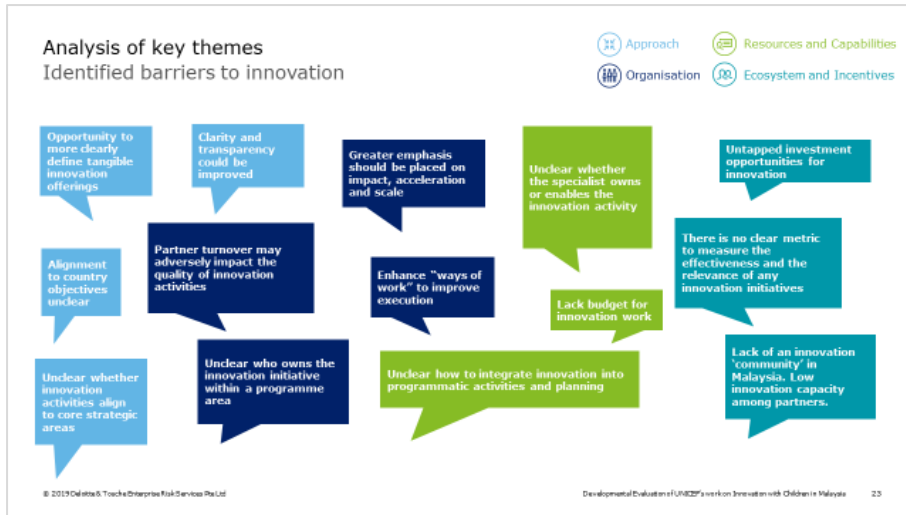 Analysis of key themes
Identified barriers to innovation
Approach
Resources and Capabilities
Organisation
Ecosystem and Incentives
Opportunity to
more clearly
define tangible
innovation
offerings
Clarity and
transparency
could be
improved
Greater emphasis
should be placed on
impact, acceleration
and scale
Unclear whether
the specialist owns
or enables the
innovation activity
Untapped investment
opportunities for
innovation
Alignment
to country
objectives
unclear
Partner turnover may
adversely impact the
quality of innovation
activities
Enhance “ways of
work” to improve
execution
Lack budget for
innovation work
There is no clear metric
to measure the
effectiveness and the
relevance of any
innovation initiatives
Unclear whether
innovation
activities align
to core strategic
areas
Unclear who owns the
innovation initiative
within a programme
area
Unclear how to integrate innovation into
programmatic activities and planning
Lack of an innovation
‘community’ in
Malaysia. Low
innovation capacity
among partners.
© 2019 Deloitte & Touche Enterprise Risk Services Pte Ltd
Developmental Evaluation of UNICEF's work on Innovation with Children in Malaysia
23